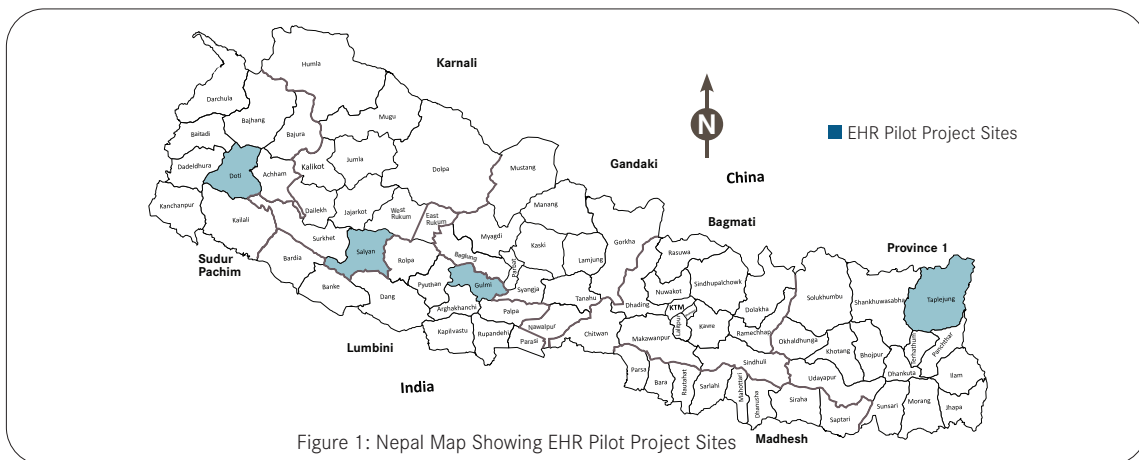 Karnali
Humla
Darchula
Mugu
Bajhang
Bajura
Baitadi
N
EHR Pilot Project Sites
Dadeldhura
Doti
Achham
Kalikot
Jumla
Dolpa
Mustang
Gandaki
China
Kanchanpur
Kailali
Dailekh
Jajarkot
West
Rukum
East
Rukum
Manang
Bagmati
Surkhet
Salyan
Rolpa
Myagdi
Kaski
Lamjung
Gorkha
Rasuwa
Province 1
Sudur
Pachim
Bardia
Baglung
Parbat
Banke
Dang
Pyuthan
Gulmi
Syangja
Tanahu
Dhading
Nuwakot
Sindhupalchowk
Dolakha
Solukhumbu
Shankhuwasabha
Taplejung
Arghakhanchi
Palpa
KTM
Lalitpur
Kavre
Ramechhap
Okhaldhunga
Kapilvastu
Rupandehi
Nawalpur
Parasi
Chitwan
Makawanpur
Sindhuli
Khotang
Bhojpur
Terhathum
Panchthar
Dhankuta
Ilam
Lumbini
India
Parsa
Bara
Rautahat
Sarlahi
Mahottari
Dhanusha
Siraha
Udayapur
Saptari
Sunsari
Morang
Jhapa
Madhesh
Figure 1: Nepal Map Showing EHR Pilot Project Sites